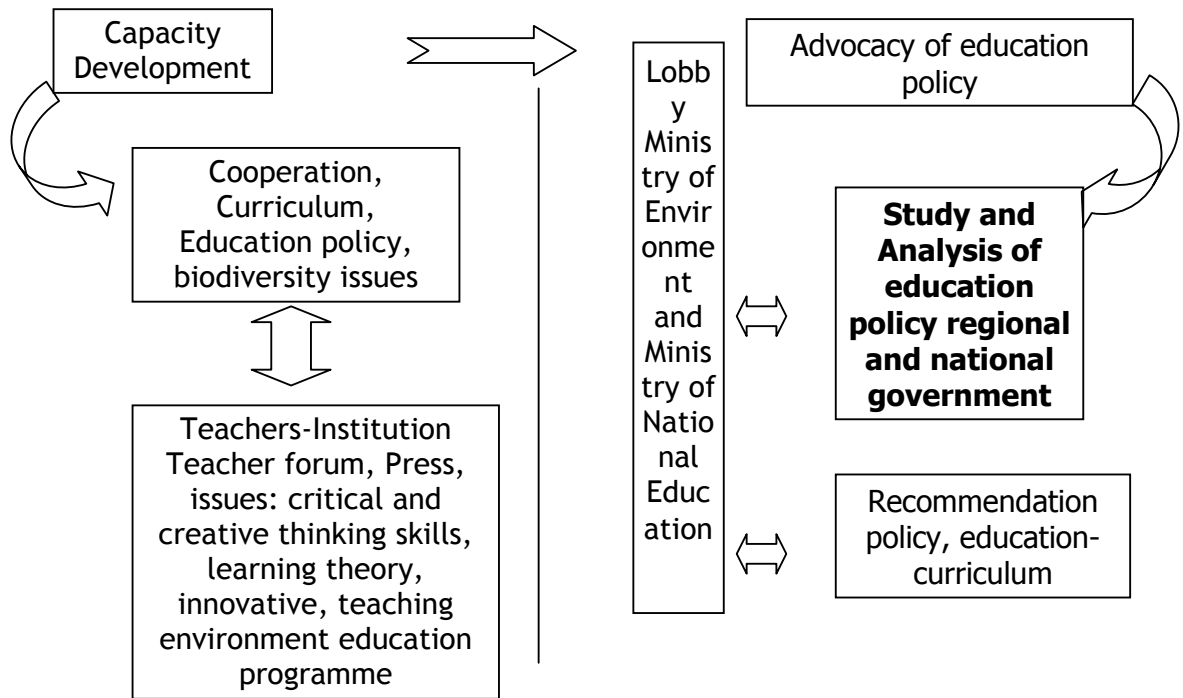 Capacity
Development
Cooperation,
Curriculum,
Education policy,
biodiversity issues
Teachers-Institution
Teacher forum, Press,
issues: critical and
creative thinking skills,
learning theory,
innovative, teaching
environment education
programme
Lobb
y
Minis
try of
Envir
onme
nt
and
Minis
try of
Natio
nal
Educ
ation
Advocacy of education
policy
Study and
Analysis of
education
policy regional
and national
government
Recommendation
policy, education-
curriculum